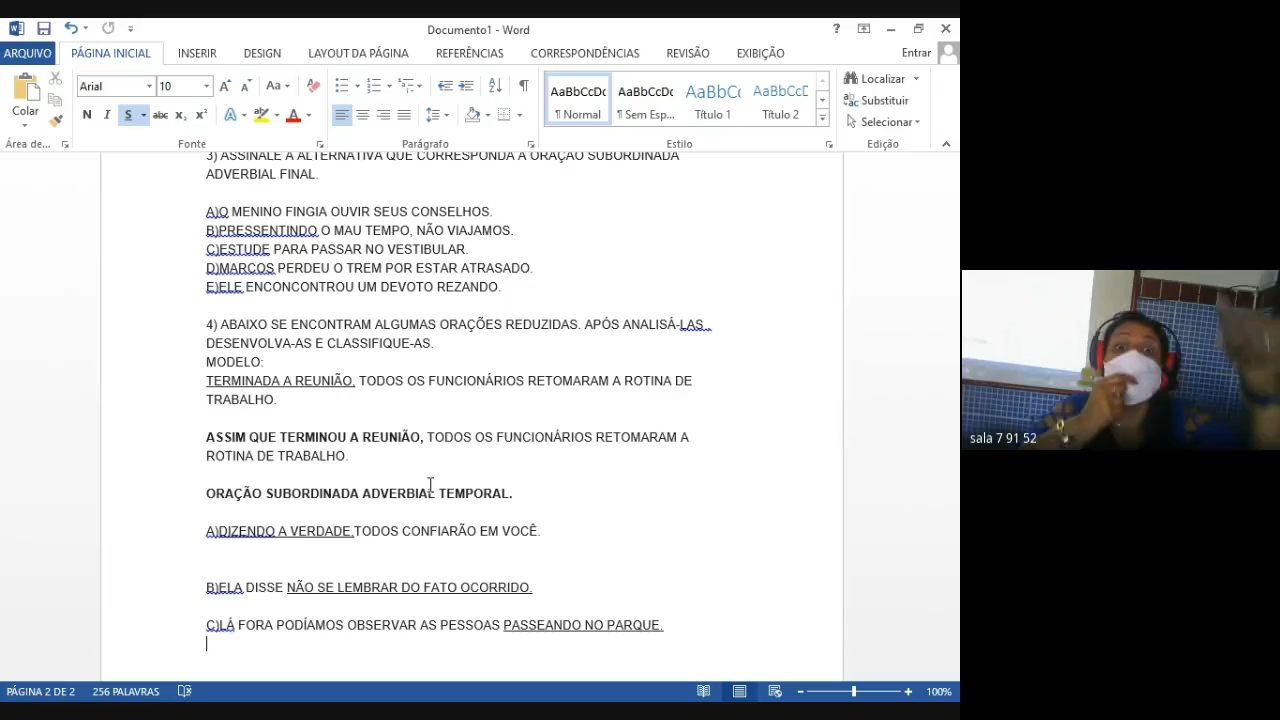 Documento1 - Word
?
ARQUIVO PÁGINA INICIAL INSERIR DESIGN LAYOUT DA PÁGINA REFERÊNCIAS CORRESPONDÊNCIAS REVISÃO EXIBIÇÃO Entrar
Colar
Arial 10
Aa
N I S abc x₂ x²
AaBbCcDc AaBbCcDc AaBbCc AaBbCcD
¶ Normal ¶ Sem Esp... Título 1 Título 2
Localizar
Substituir
Selecionar
Área de... Fonte Parágrafo Estilo Edição
3) ASSINALE A ALTERNATIVA QUE CORRESPONDA A ORAÇÃO SUBORDINADA
ADVERBIAL FINAL.
A)O MENINO FINGIA OUVIR SEUS CONSELHOS.
B)PRESSENTINDO O MAU TEMPO, NÃO VIAJAMOS.
C)ESTUDE PARA PASSAR NO VESTIBULAR.
D)MARCOS PERDEU O TREM POR ESTAR ATRASADO.
E)ELE ENCONCONTROU UM DEVOTO REZANDO.
4) ABAIXO SE ENCONTRAM ALGUMAS ORAÇÕES REDUZIDAS. APÓS ANALISÁ-LAS ,
DESENVOLVA-AS E CLASSIFIQUE-AS.
MODELO:
TERMINADA A REUNIÃO, TODOS OS FUNCIONÁRIOS RETOMARAM A ROTINA DE
TRABALHO.
ASSIM QUE TERMINOU A REUNIÃO, TODOS OS FUNCIONÁRIOS RETOMARAM A
ROTINA DE TRABALHO.
ORAÇÃO SUBORDINADA ADVERBIAL TEMPORAL.
A)DIZENDO A VERDADE,TODOS CONFIARÃO EM VOCÊ.
B)ELA DISSE NÃO SE LEMBRAR DO FATO OCORRIDO.
C)LÁ FORA PODÍAMOS OBSERVAR AS PESSOAS PASSEANDO NO PARQUE.
sala 7 91 52
PÁGINA 2 DE 2 256 PALAVRAS 100%